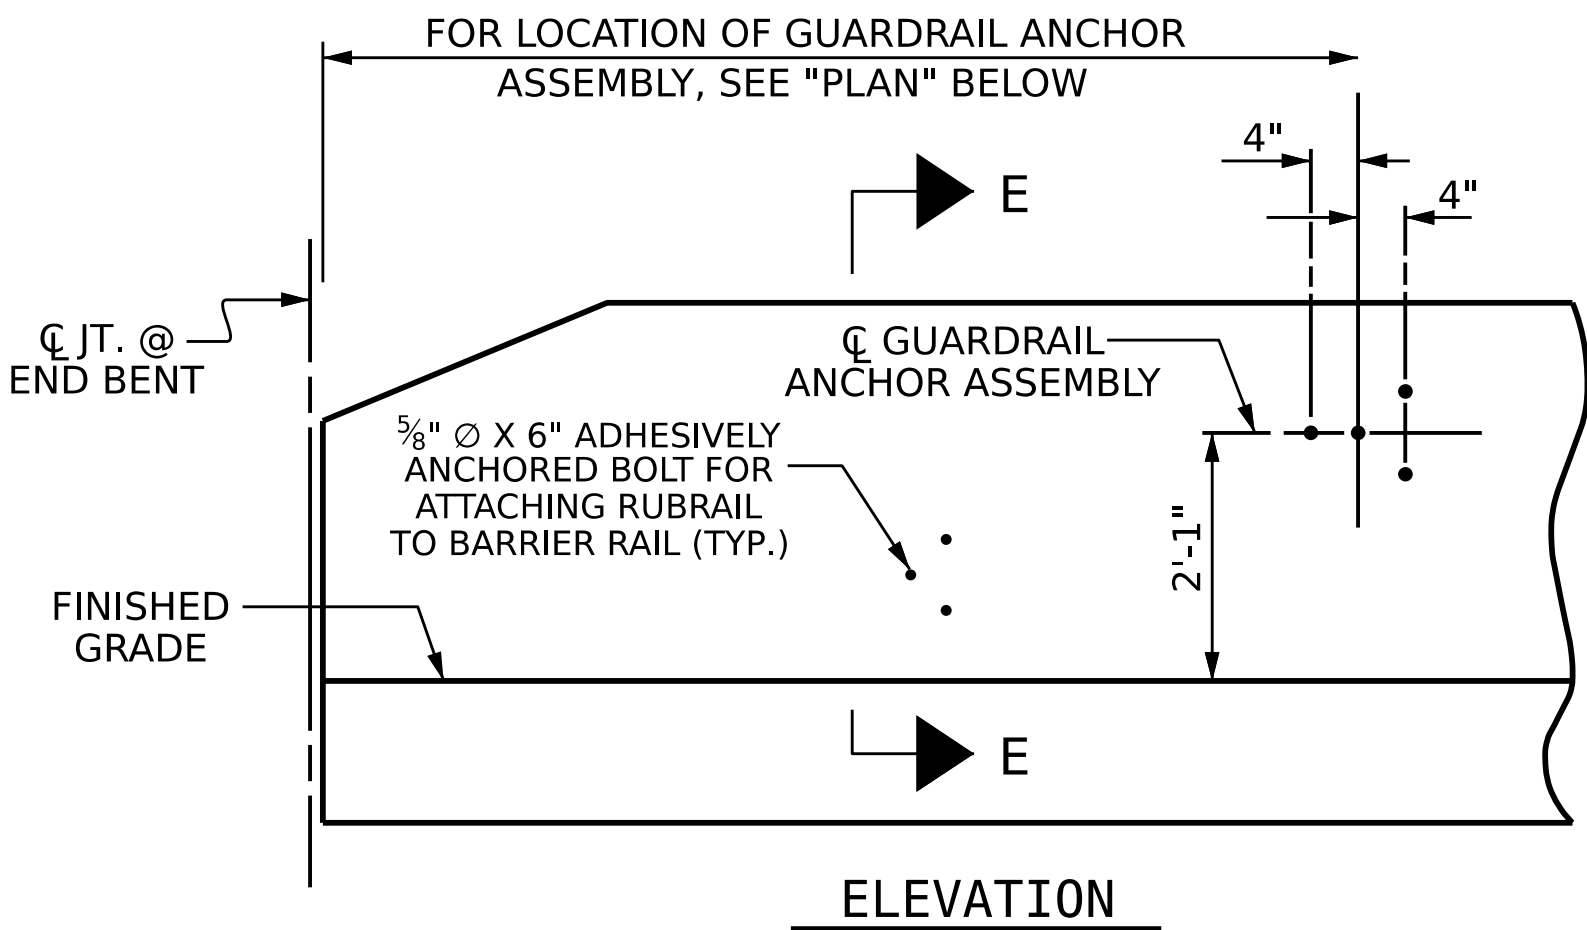 FOR LOCATION OF GUARDRAIL ANCHOR
ASSEMBLY, SEE "PLAN" BELOW
4"
4"
E
℄ JT. @
END BENT
℄ GUARDRAIL
ANCHOR ASSEMBLY
⅝" ∅ X 6" ADHESIVELY
ANCHORED BOLT FOR
ATTACHING RUBRAIL
TO BARRIER RAIL (TYP.)
2'-1"
FINISHED
GRADE
E
ELEVATION